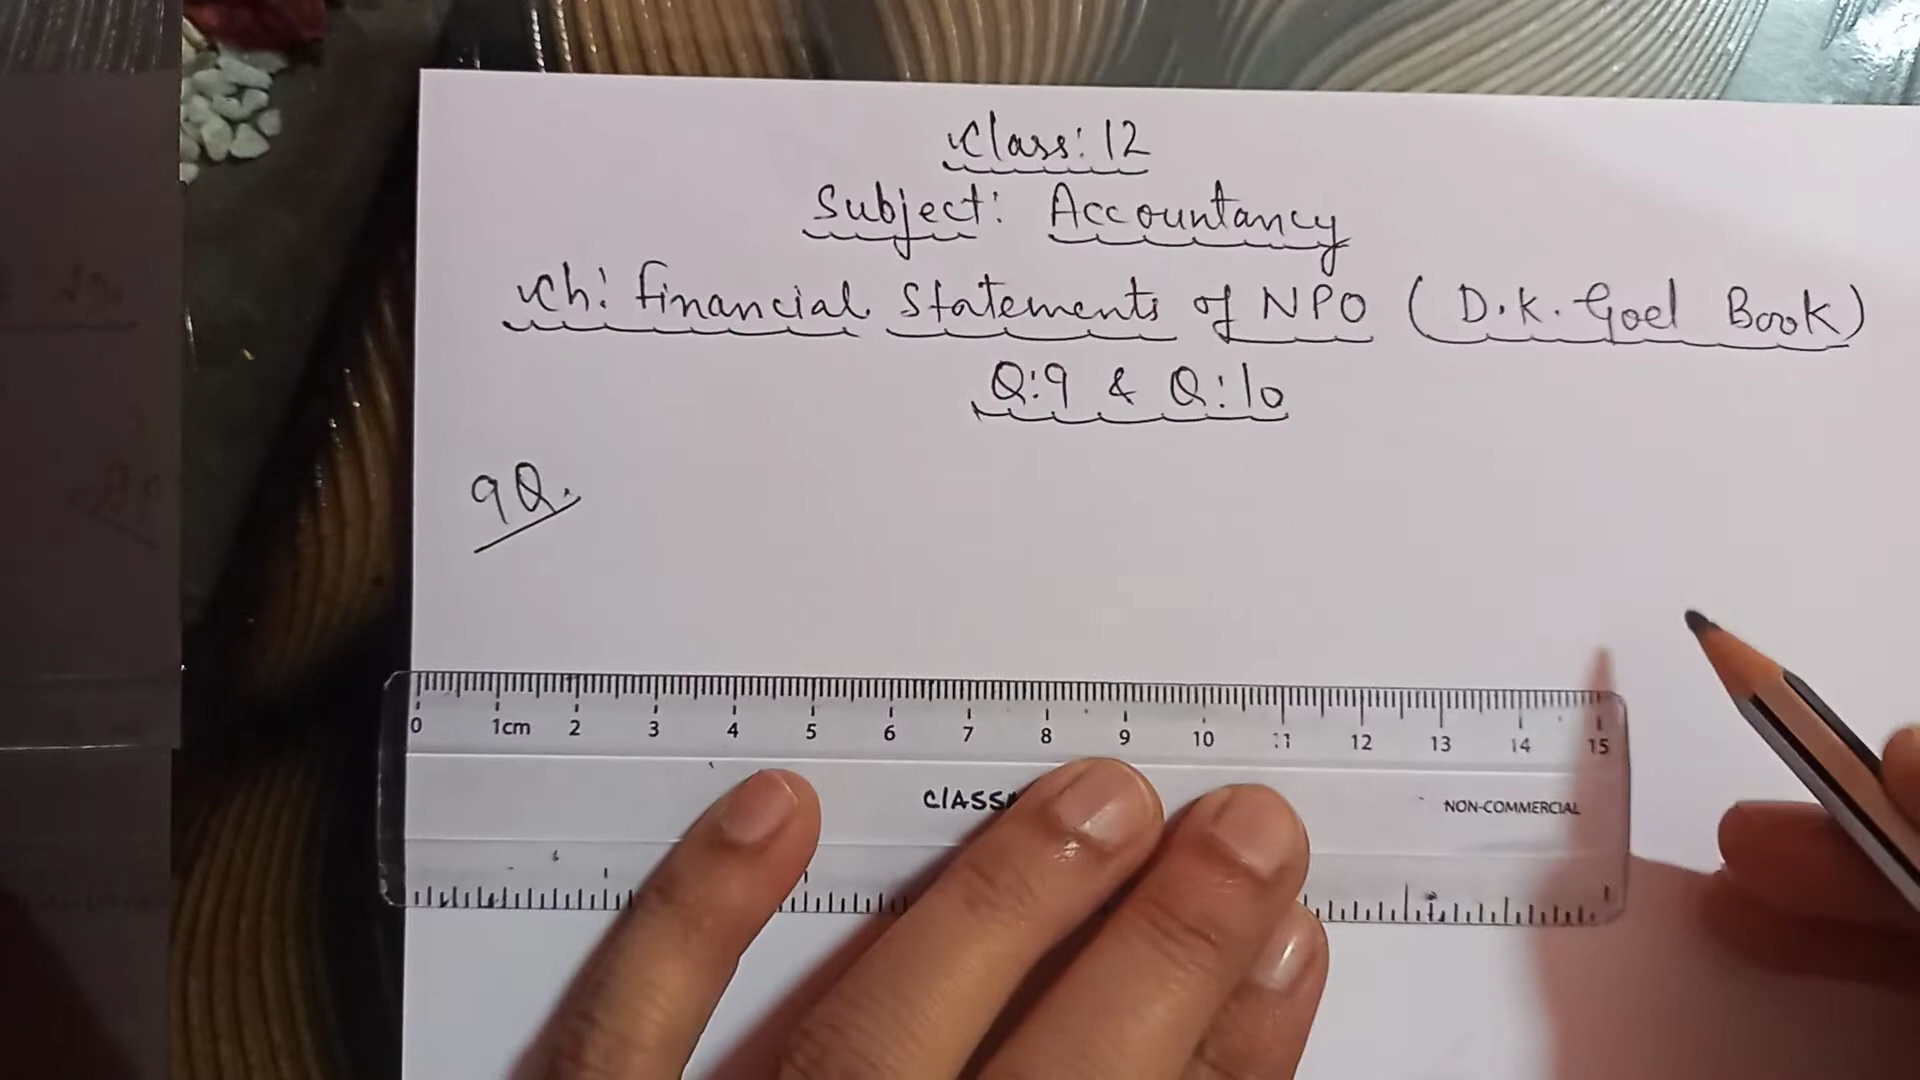 Class: 12
Subject: Accountancy
Ch: Financial Statements of NPO (D.K. Goel Book)
Q:9 & Q:10
9Q.
0 1cm 2 3 4 5 6 7 8 9 10 11 12 13 14 15
NON-COMMERCIAL